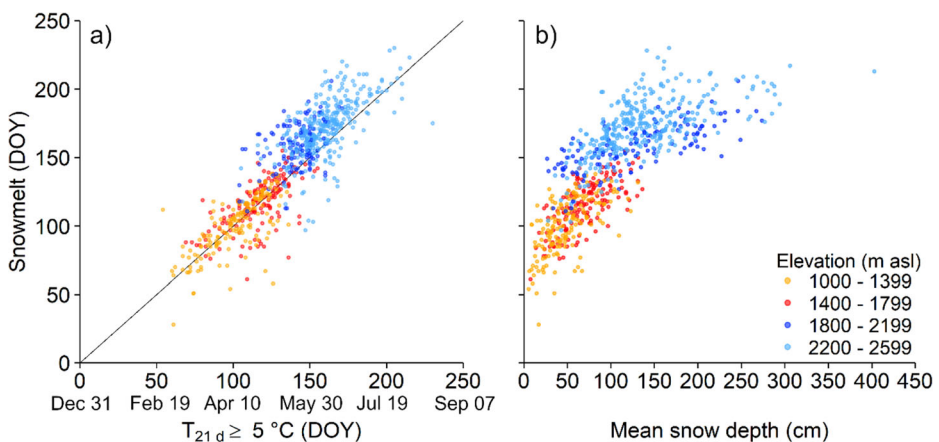 a)
Snowmelt (DOY)
250
200
150
100
50
0
0 50 100 150 200 250
Dec 31 Feb 19 Apr 10 May 30 Jul 19 Sep 07
T21 d ≥ 5 °C (DOY)
b)
Elevation (m asl)
1000 - 1399
1400 - 1799
1800 - 2199
2200 - 2599
0 50 100 150 200 250 300 350 400 450
Mean snow depth (cm)